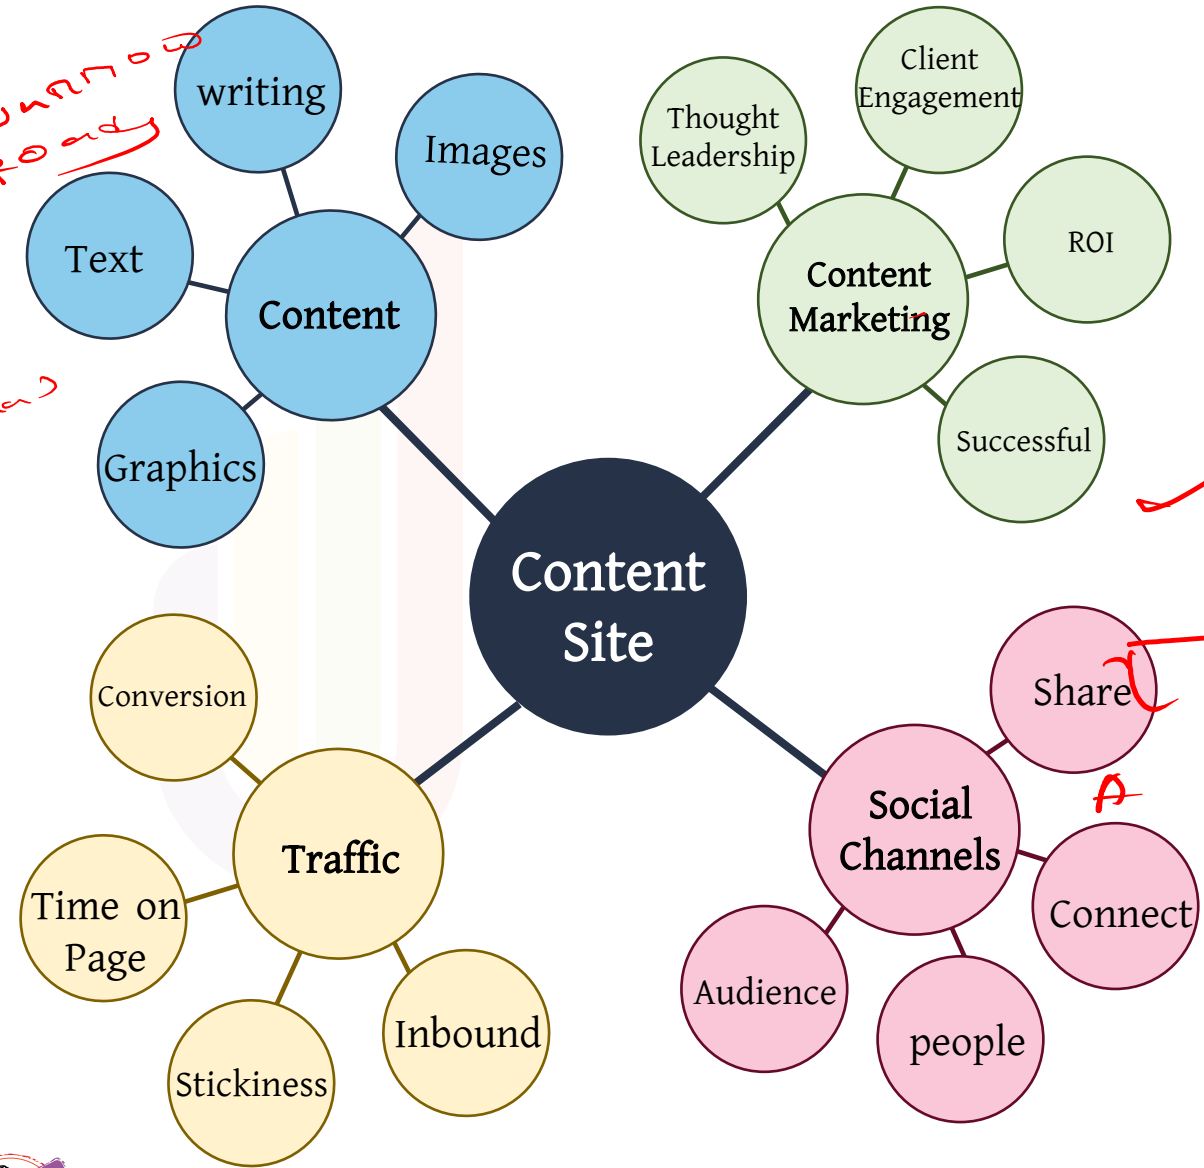 writing
Images
Text
Content
Graphics
Thought
Leadership
Client
Engagement
ROI
Content
Marketing
Successful
Content
Site
Conversion
Traffic
Time on
Page
Stickiness
Inbound
Share
Social
Channels
Connect
Audience
people
A